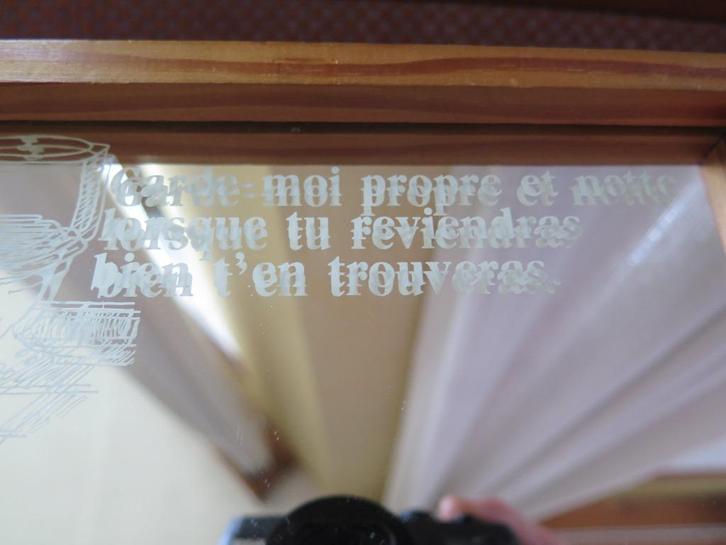 Garde-moi propre et nette
lorsque tu reviendras
bien t'en trouveras.